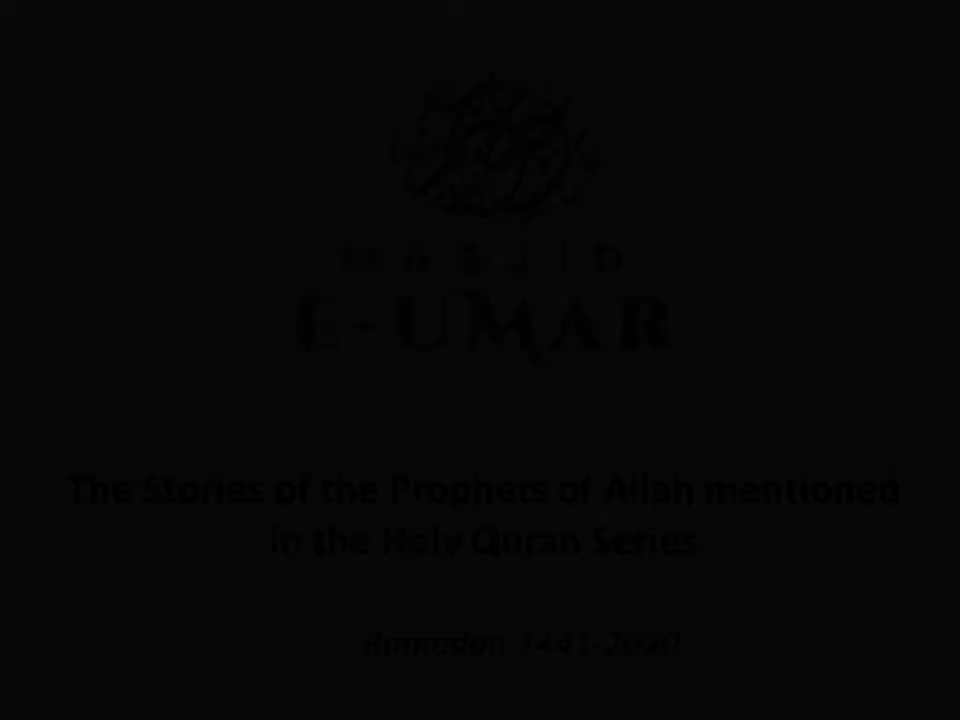 MASJID
E-UMAR
The Stories of the Prophets of Allah mentioned
in the Holy Quran Series
Ramadan 1441-2020